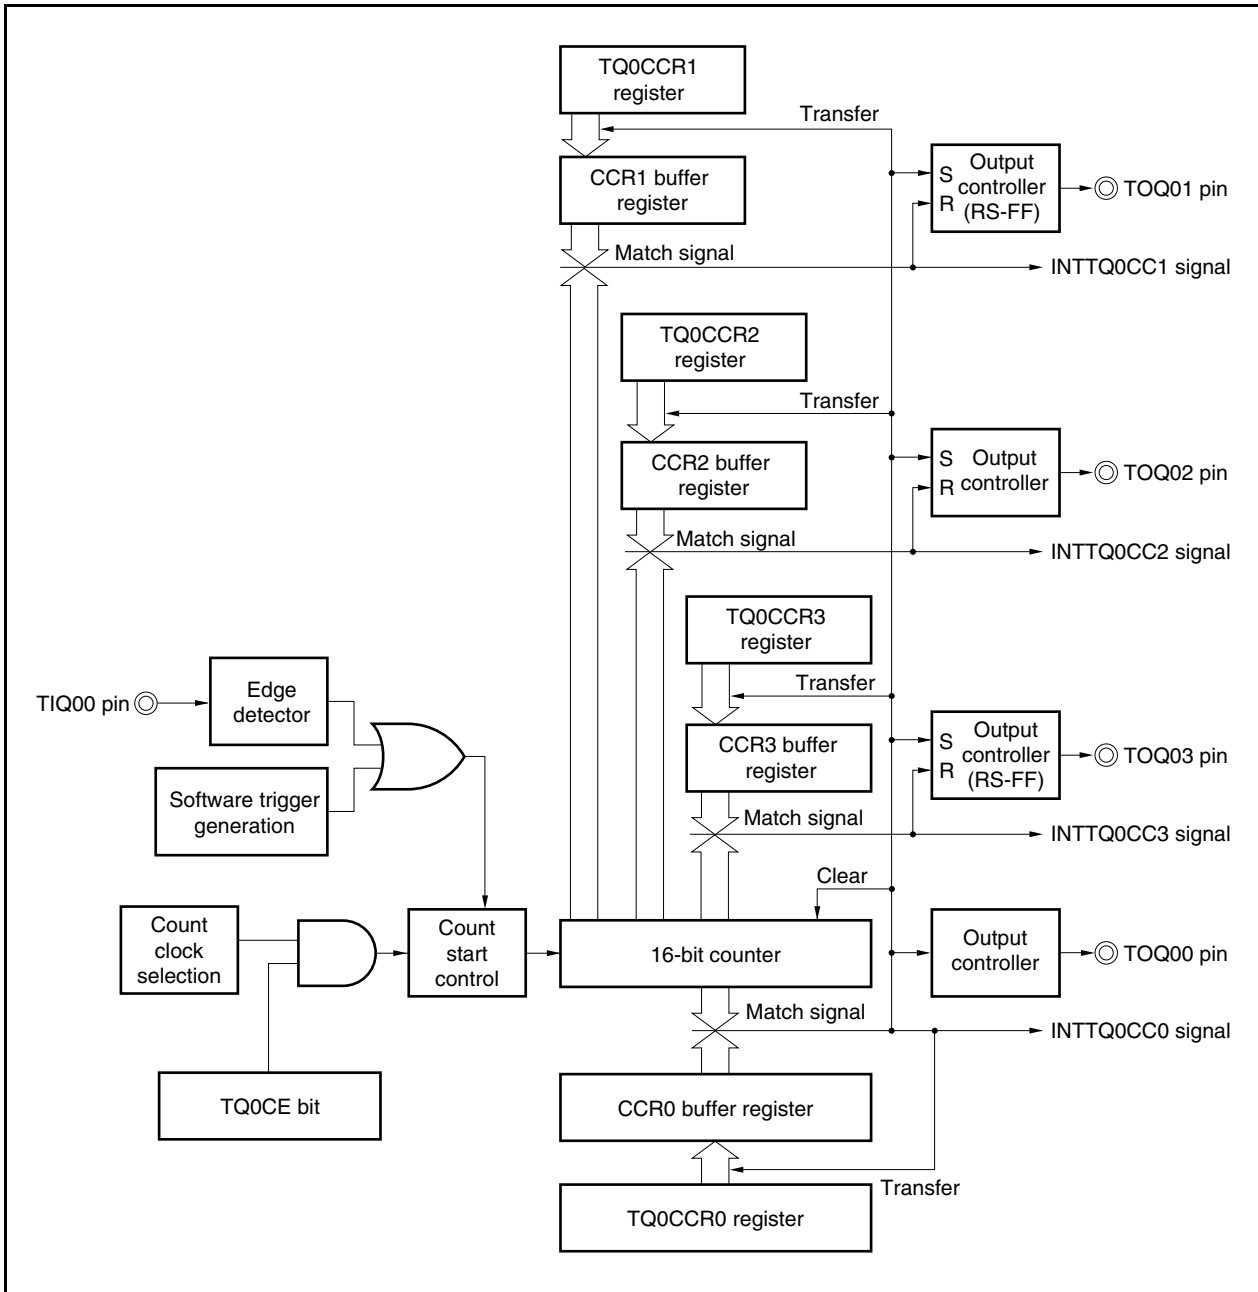 TQ0CCR1
register
Transfer
CCR1 buffer
register
S
R
Output
controller
(RS-FF)
TOQ01 pin
Match signal
INTTQ0CC1 signal
TQ0CCR2
register
Transfer
CCR2 buffer
register
S
R
Output
controller
TOQ02 pin
Match signal
INTTQ0CC2 signal
TQ0CCR3
register
Transfer
TIQ00 pin
Edge
detector
CCR3 buffer
register
S
R
Output
controller
(RS-FF)
TOQ03 pin
Software trigger
generation
Match signal
INTTQ0CC3 signal
Clear
Count
clock
selection
Count
start
control
16-bit counter
Output
controller
TOQ00 pin
Match signal
INTTQ0CC0 signal
TQ0CE bit
CCR0 buffer register
Transfer
TQ0CCR0 register